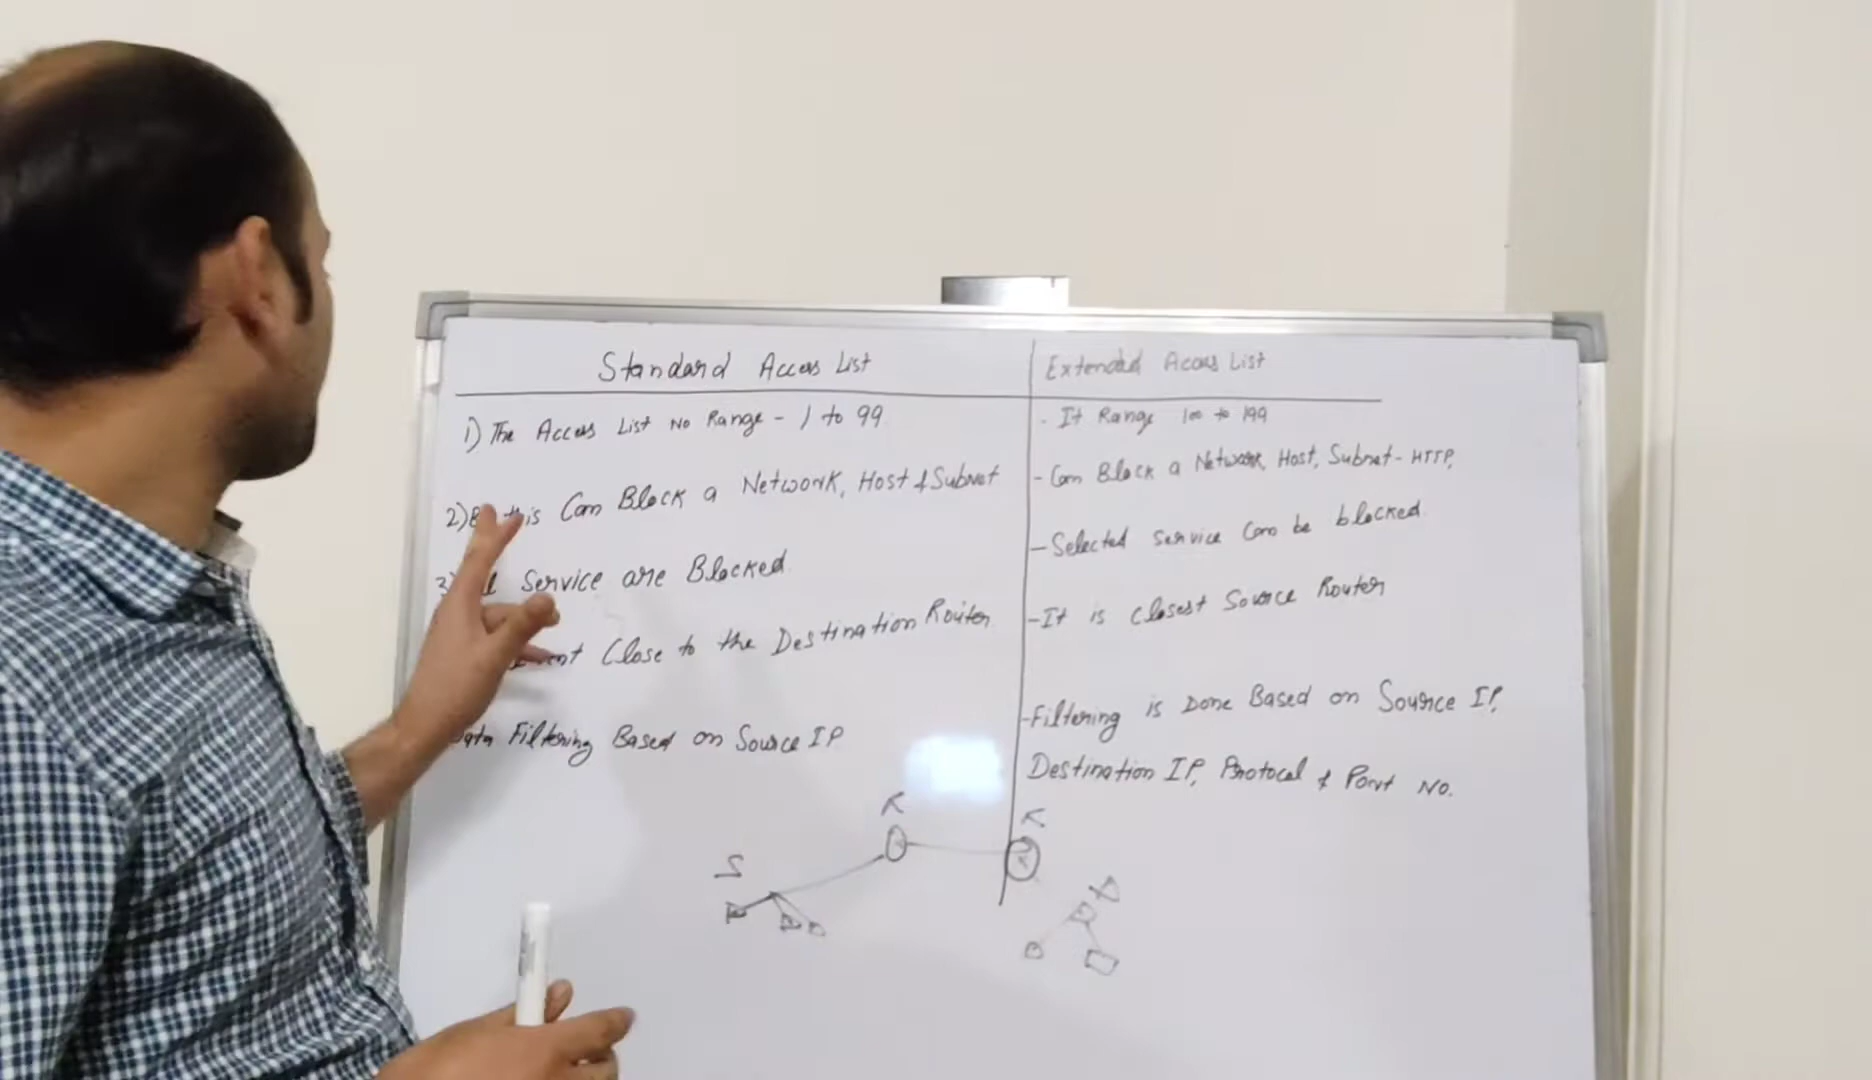 Standard Access List
1) The Access List No Range - 1 to 99
2) this Can Block a Network, Host & Subnet
3) Service are Blocked.
Close to the Destination Router
Data Filtering Based on Source IP
Extended Access List
- It Range 100 to 199
- Can Block a Network, Host, Subnet - HTTP,
- Selected Service Can be blocked.
- It is Closest Source Router
- Filtering is Done Based on Source IP,
Destination IP, Protocol & Port No.
R
R
S
D